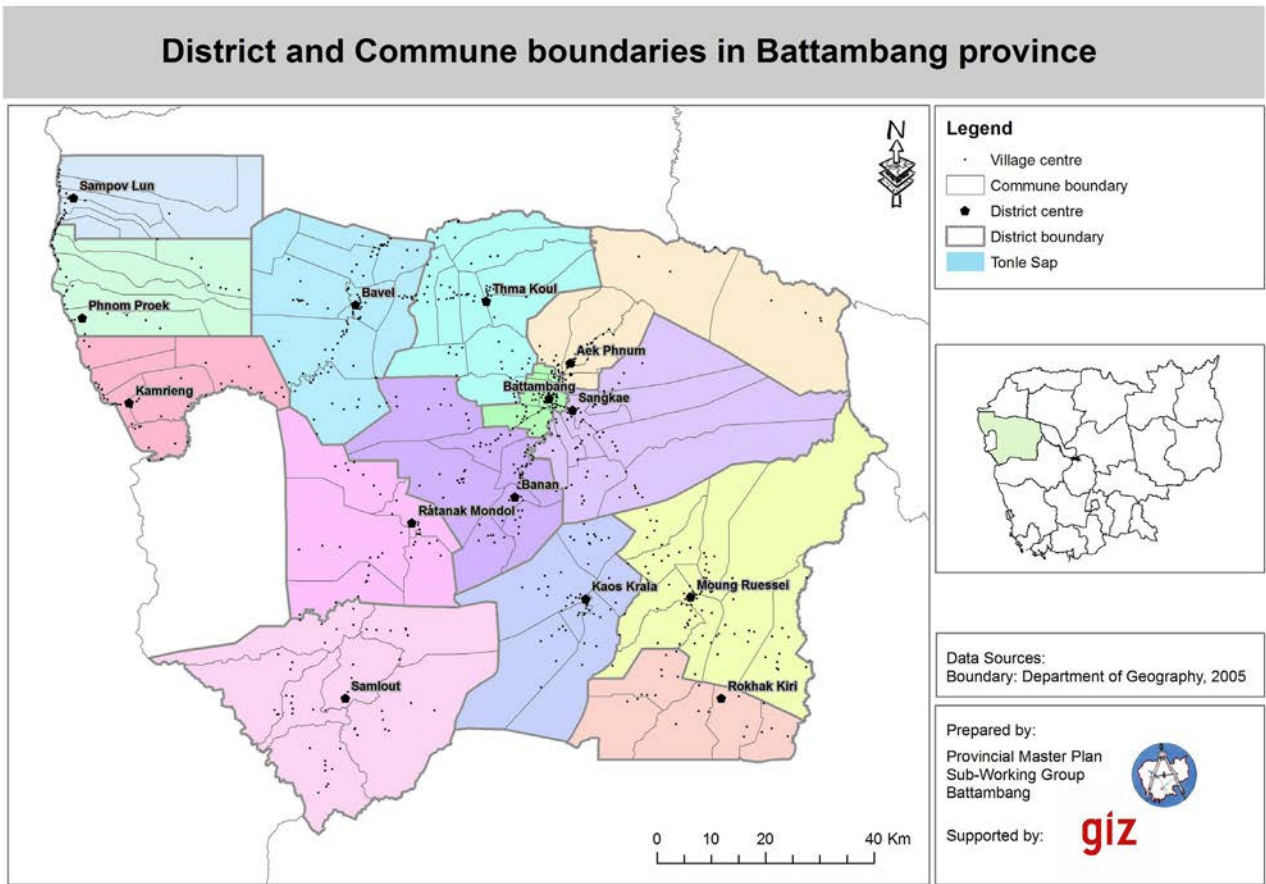 District and Commune boundaries in Battambang province
N
Sampov Lun
Phnom Proek
Bavel
Thma Koul
Aek Phnum
Kamrieng
Battambang
Sangkae
Banan
Ratanak Mondol
Kaos Krala
Moung Ruessei
Samlout
Rokhak Kiri
0 10 20 40 Km
Legend
Village centre
Commune boundary
District centre
District boundary
Tonle Sap
Data Sources:
Boundary: Department of Geography, 2005
Prepared by:
Provincial Master Plan
Sub-Working Group
Battambang
Supported by:
giz